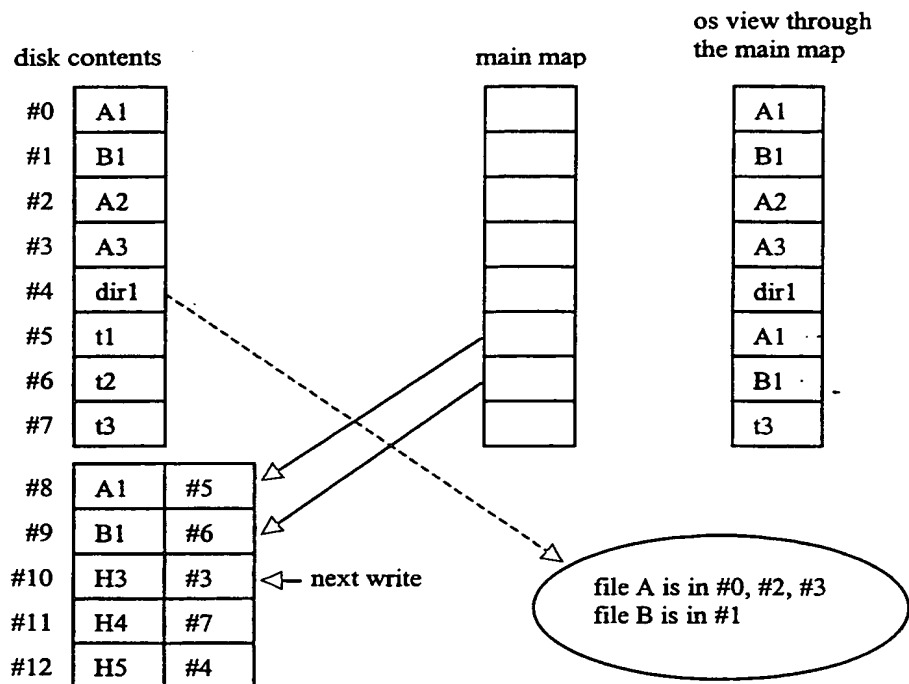 os view through
the main map
disk contents
main map
#0 A1 A1
#1 B1 B1
#2 A2 A2
#3 A3 A3
#4 dir1 dir1
#5 t1 A1
#6 t2 B1
#7 t3 t3
#8 A1 #5
#9 B1 #6
#10 H3 #3 next write
#11 H4 #7
#12 H5 #4
file A is in #0, #2, #3
file B is in #1